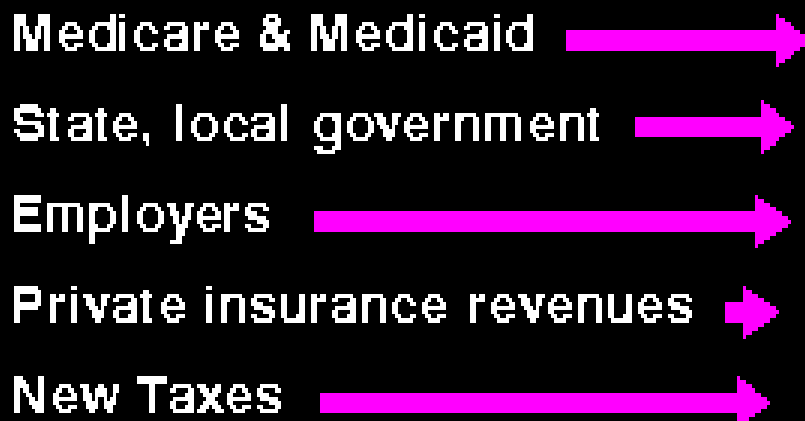 Medicare & Medicaid
State, local government
Employers
Private insurance revenues
New Taxes